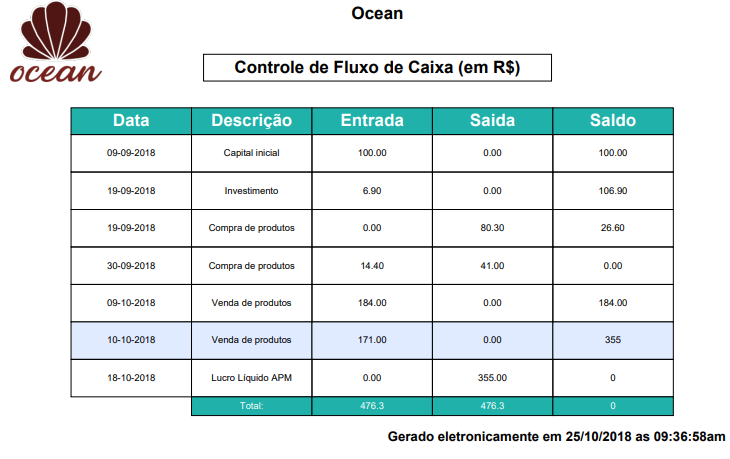 Ocean
ocean
Controle de Fluxo de Caixa (em R$)
Data Descrição Entrada Saida Saldo
09-09-2018 Capital inicial 100.00 0.00 100.00
19-09-2018 Investimento 6.90 0.00 106.90
19-09-2018 Compra de produtos 0.00 80.30 26.60
30-09-2018 Compra de produtos 14.40 41.00 0.00
09-10-2018 Venda de produtos 184.00 0.00 184.00
10-10-2018 Venda de produtos 171.00 0.00 355
18-10-2018 Lucro Líquido APM 0.00 355.00 0
Total: 476.3 476.3 0
Gerado eletronicamente em 25/10/2018 as 09:36:58am